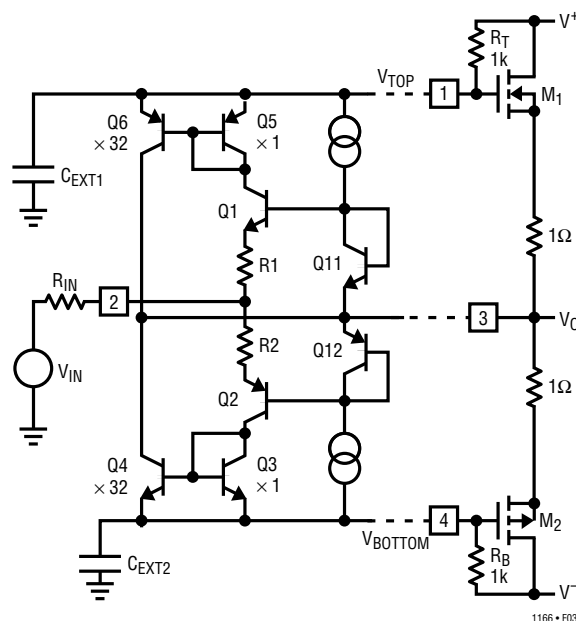 V+
RT
1k
VTOP
1
M1
Q6
× 32
Q5
× 1
CEXT1
Q1
R1
Q11
1Ω
RIN
2
3
VO
VIN
R2
Q12
1Ω
Q2
Q4
× 32
Q3
× 1
4
M2
VBOTTOM
RB
1k
CEXT2
V–
1166 • F03